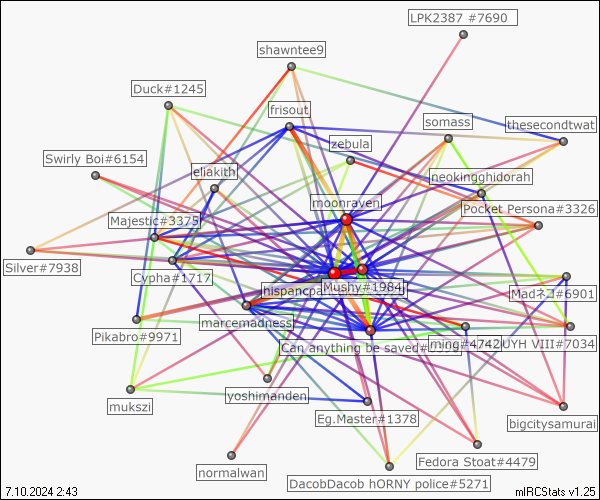 LPK2387 #7690
shawntee9
Duck#1245
frisout
somass
thesecondtwat
zebula
Swirly Boi#6154
eliakith
neokingghidorah
moonraven
Pocket Persona#3326
Majestic#3375
Silver#7938
Cypha#1717
Mushy#1984
Madネコ#6901
marcemadness
Pikabro#9971
Can anything be saved#
ming#4742
UYH VIII#7034
yoshimanden
mukszi
Eg.Master#1378
bigcitysamurai
normalwan
Fedora Stoat#4479
DacobDacob hORNY police#5271
7.10.2024 2:43
mIRCStats v1.25